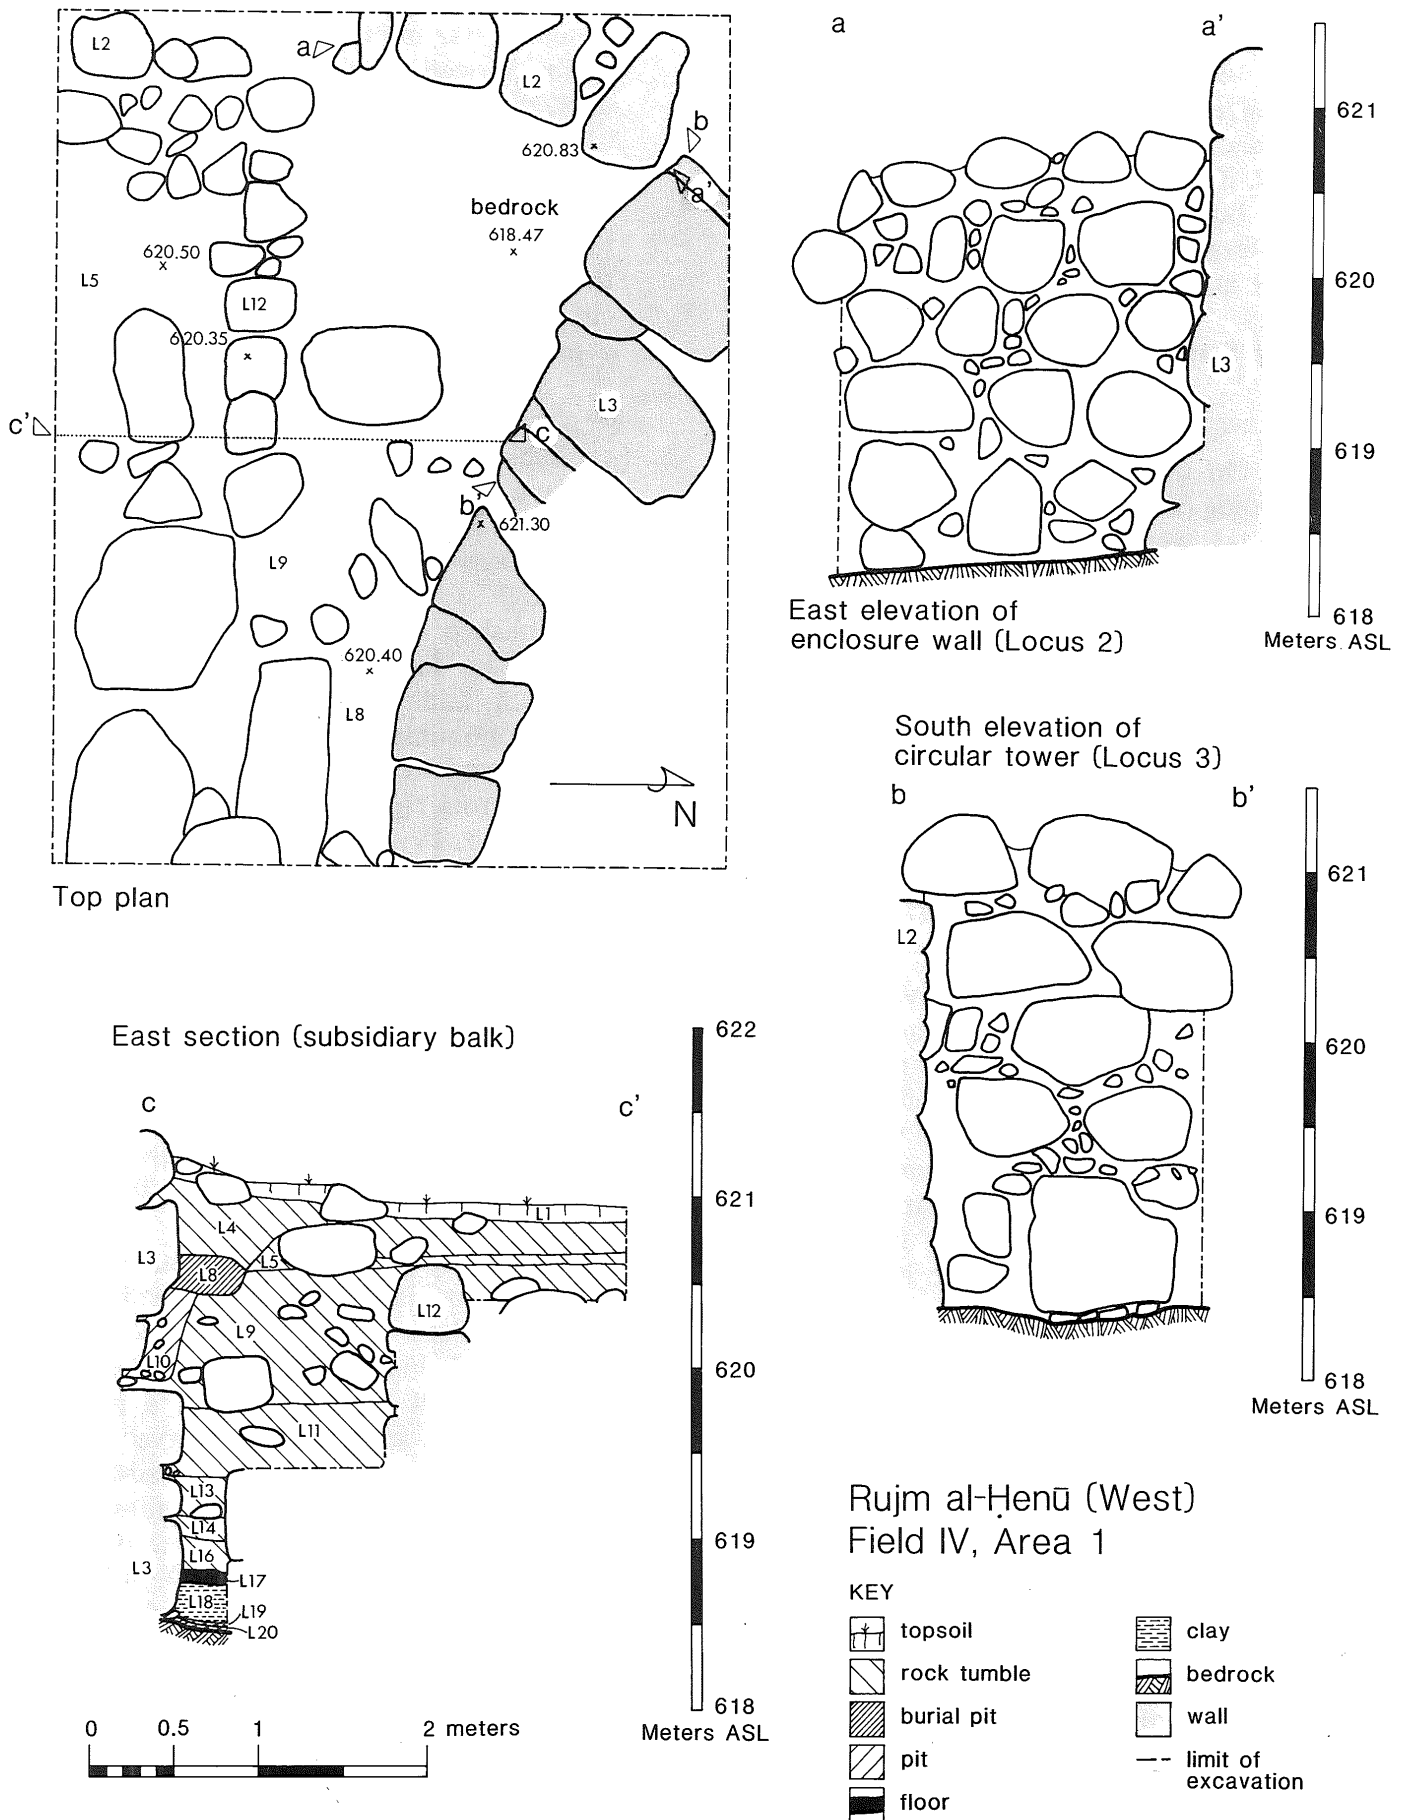 L2
a
L2
620.83
b
a'
bedrock
618.47
620.50
L5
L12
620.35
L3
c'
c
b'
621.30
L9
620.40
L8
N
Top plan
a
a'
621
620
L3
619
618
Meters ASL
East elevation of
enclosure wall (Locus 2)
South elevation of
circular tower (Locus 3)
b
b'
621
L2
620
619
618
Meters ASL
East section (subsidiary balk)
622
c
c'
621
L1
L4
L3
L5
L8
L12
L9
620
L10
L11
L13
L14
619
L16
L3
L17
L18
L19
L20
618
Meters ASL
0
0.5
1
2 meters
Rujm al-Ḥenū (West)
Field IV, Area 1
KEY
topsoil
rock tumble
burial pit
pit
floor
clay
bedrock
wall
limit of
excavation